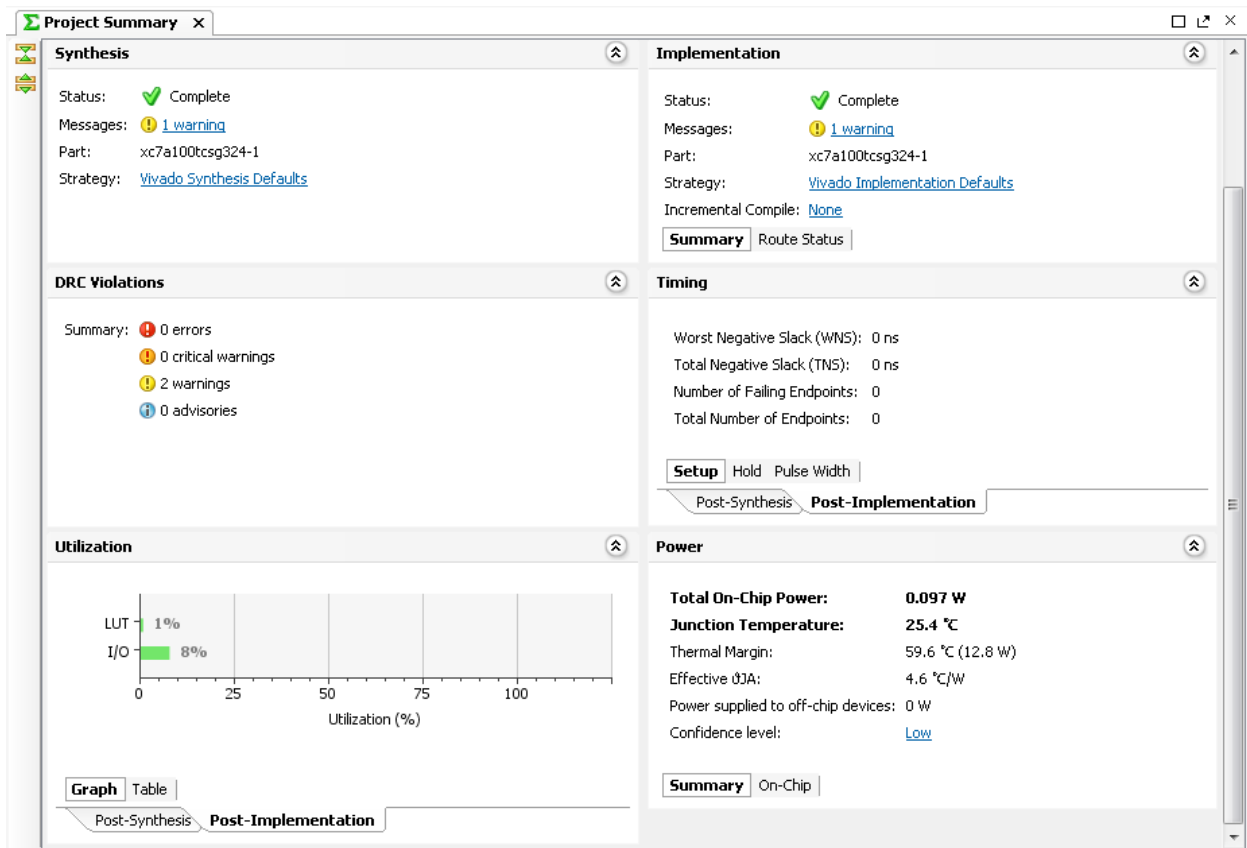 Σ Project Summary ×
Synthesis
Status: Complete
Messages: 1 warning
Part: xc7a100tcsg324-1
Strategy: Vivado Synthesis Defaults
Implementation
Status: Complete
Messages: 1 warning
Part: xc7a100tcsg324-1
Strategy: Vivado Implementation Defaults
Incremental Compile: None
Summary Route Status
DRC Violations
Summary: 0 errors
0 critical warnings
2 warnings
0 advisories
Timing
Worst Negative Slack (WNS): 0 ns
Total Negative Slack (TNS): 0 ns
Number of Failing Endpoints: 0
Total Number of Endpoints: 0
Setup Hold Pulse Width
Post-Synthesis Post-Implementation
Utilization
LUT 1%
I/O 8%
0 25 50 75 100
Utilization (%)
Graph Table
Post-Synthesis Post-Implementation
Power
Total On-Chip Power: 0.097 W
Junction Temperature: 25.4 °C
Thermal Margin: 59.6 °C (12.8 W)
Effective ϑJA: 4.6 °C/W
Power supplied to off-chip devices: 0 W
Confidence level: Low
Summary On-Chip